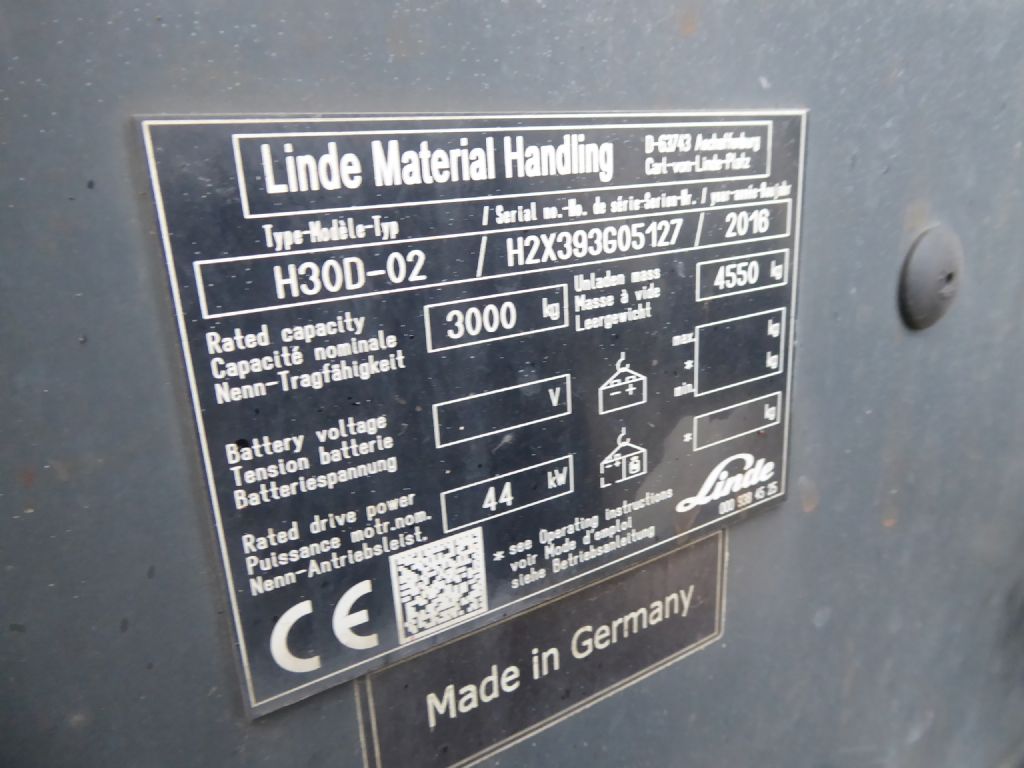 Linde Material Handling
D-63743 Aschaffenburg
Carl-von-Linde-Platz
Type-Modèle-Typ / Serial no.-No. de série-Serien-Nr. / year-année-Baujahr
H30D-02 / H2X393G05127 / 2016
Rated capacity
Capacité nominale
Nenn-Tragfähigkeit
3000 kg
Unladen mass
Masse à vide
Leergewicht
4550 kg
Battery voltage
Tension batterie
Batteriespannung
V
- +
max. kg
*
min. kg
Rated drive power
Puissance motr.nom.
Nenn-Antriebsleist.
44 kW
- +
* kg
CE
* see Operating instructions
voir Mode d'emploi
siehe Betriebsanleitung
Linde
Made in Germany